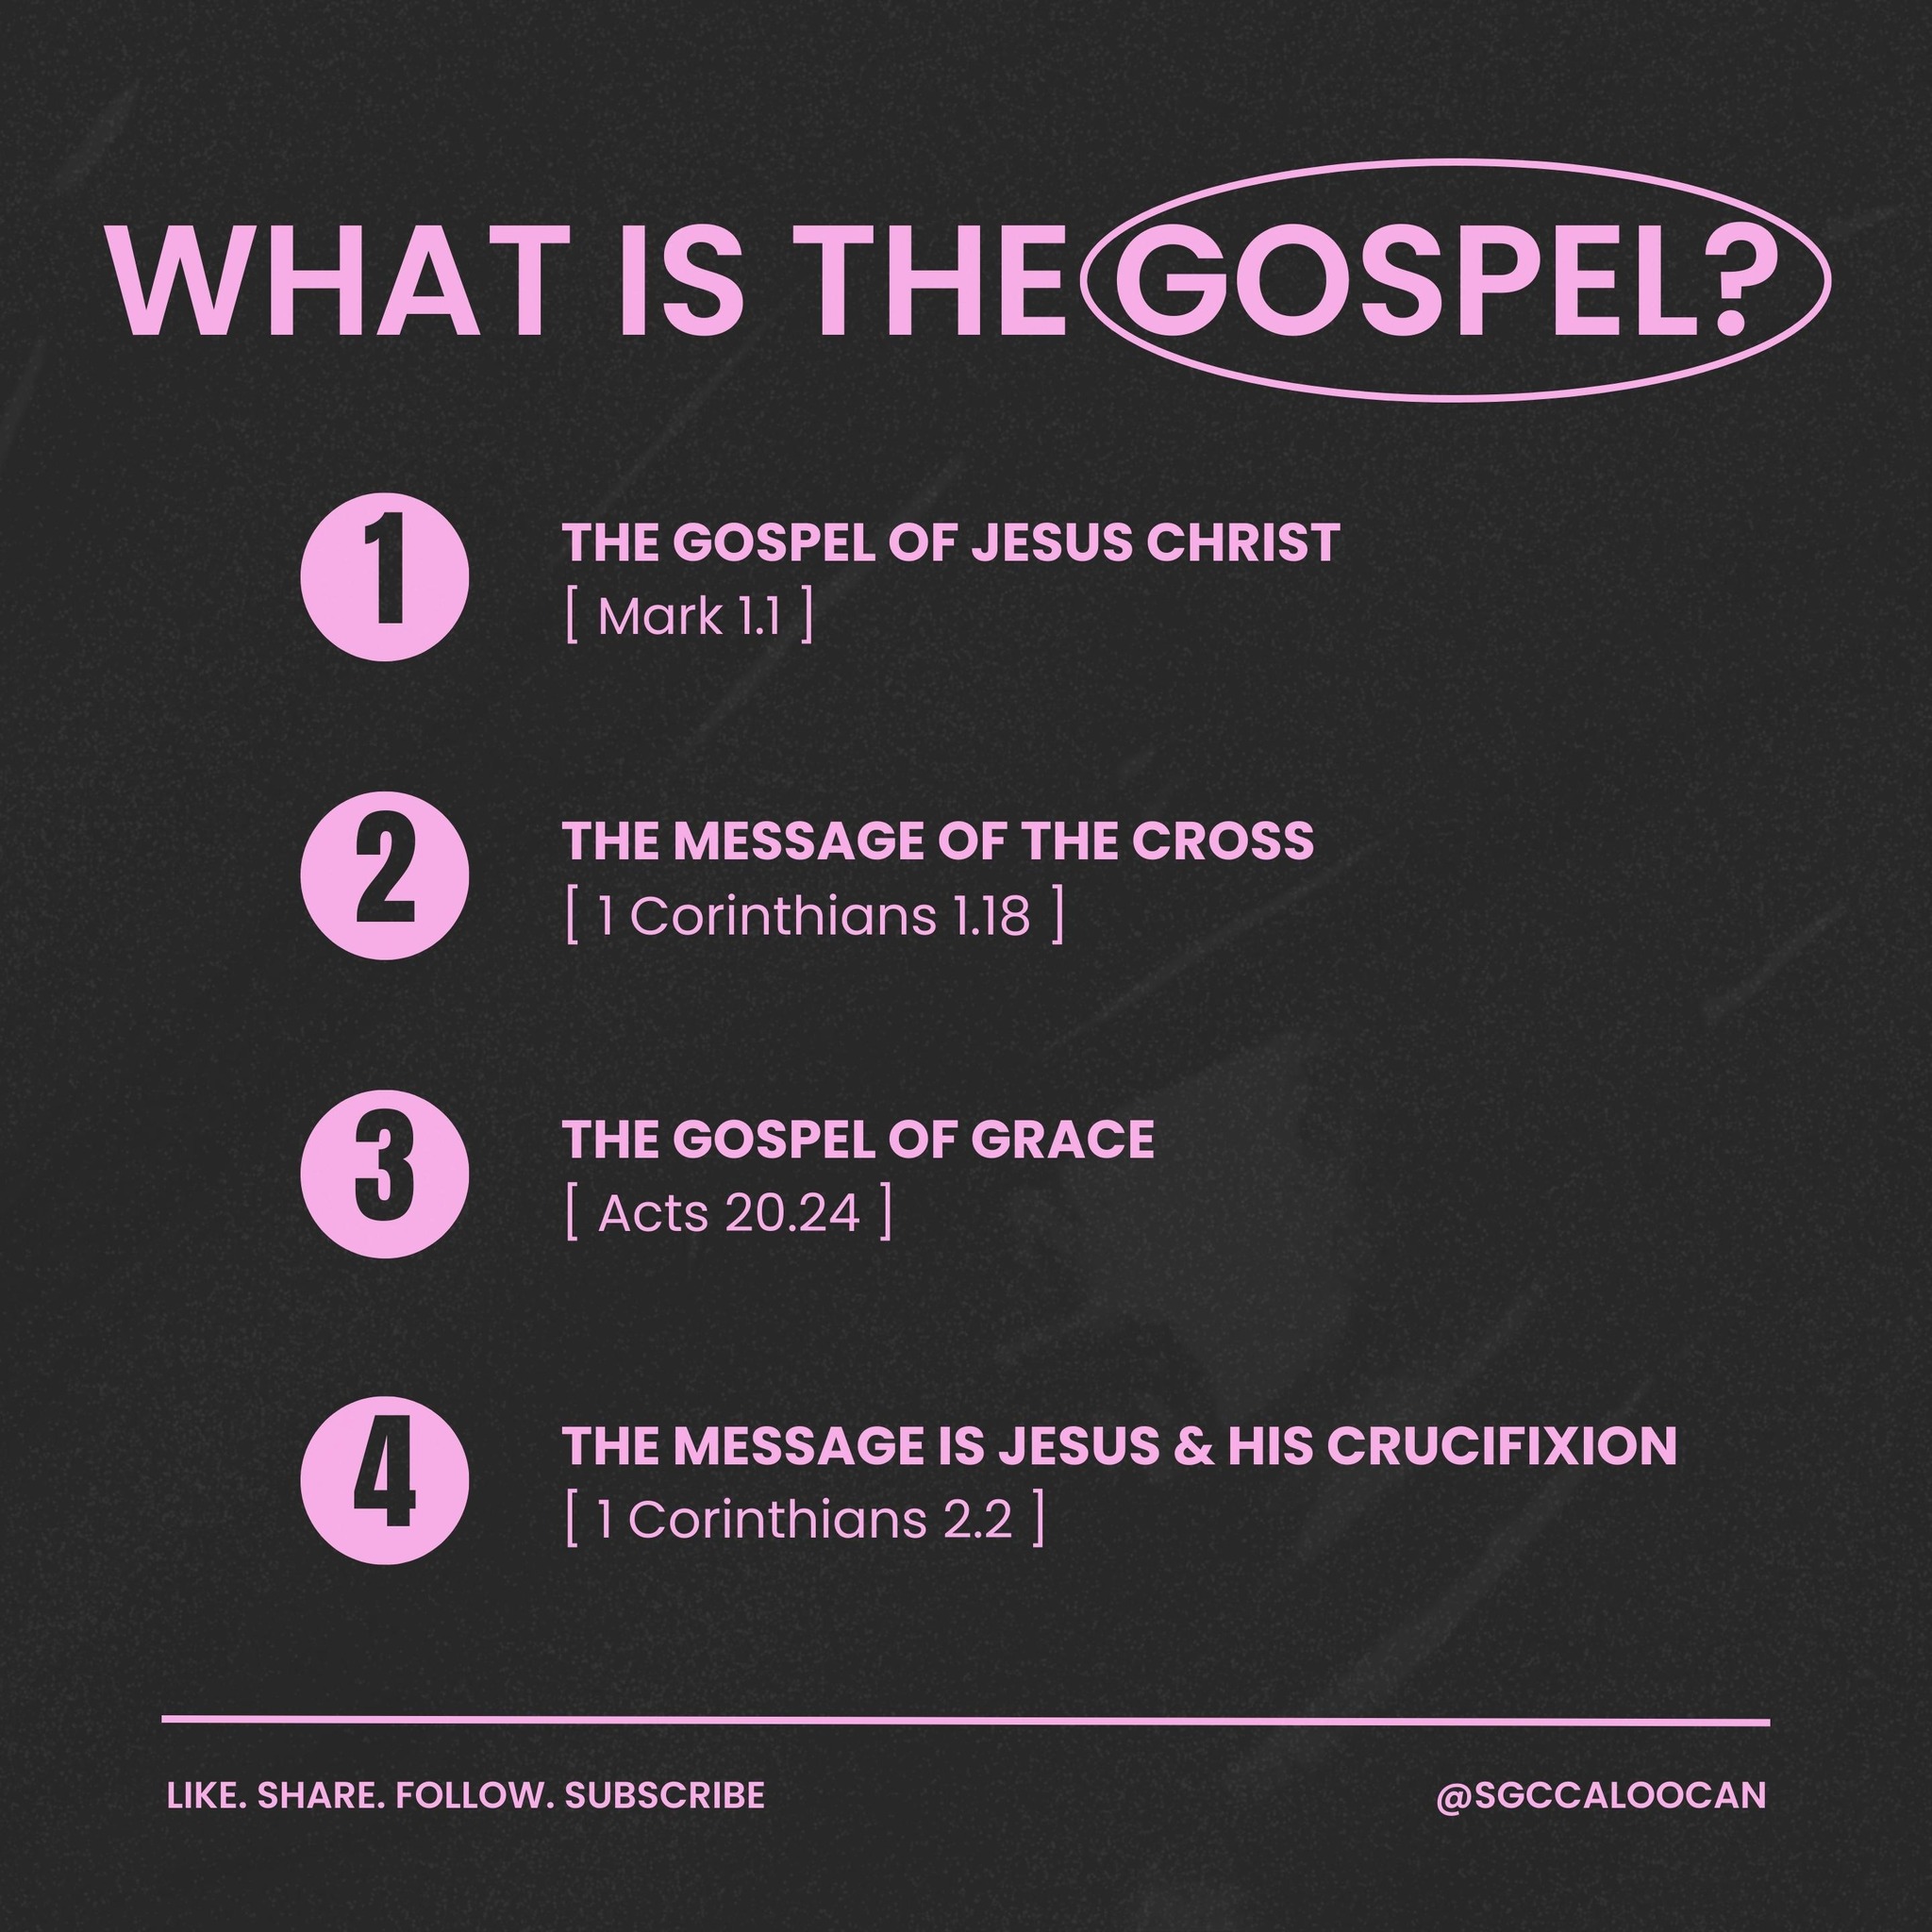 WHAT IS THE GOSPEL?
1
THE GOSPEL OF JESUS CHRIST
[ Mark 1.1 ]
2
THE MESSAGE OF THE CROSS
[ 1 Corinthians 1.18 ]
3
THE GOSPEL OF GRACE
[ Acts 20.24 ]
4
THE MESSAGE IS JESUS & HIS CRUCIFIXION
[ 1 Corinthians 2.2 ]
LIKE. SHARE. FOLLOW. SUBSCRIBE
@SGCCALOOCAN